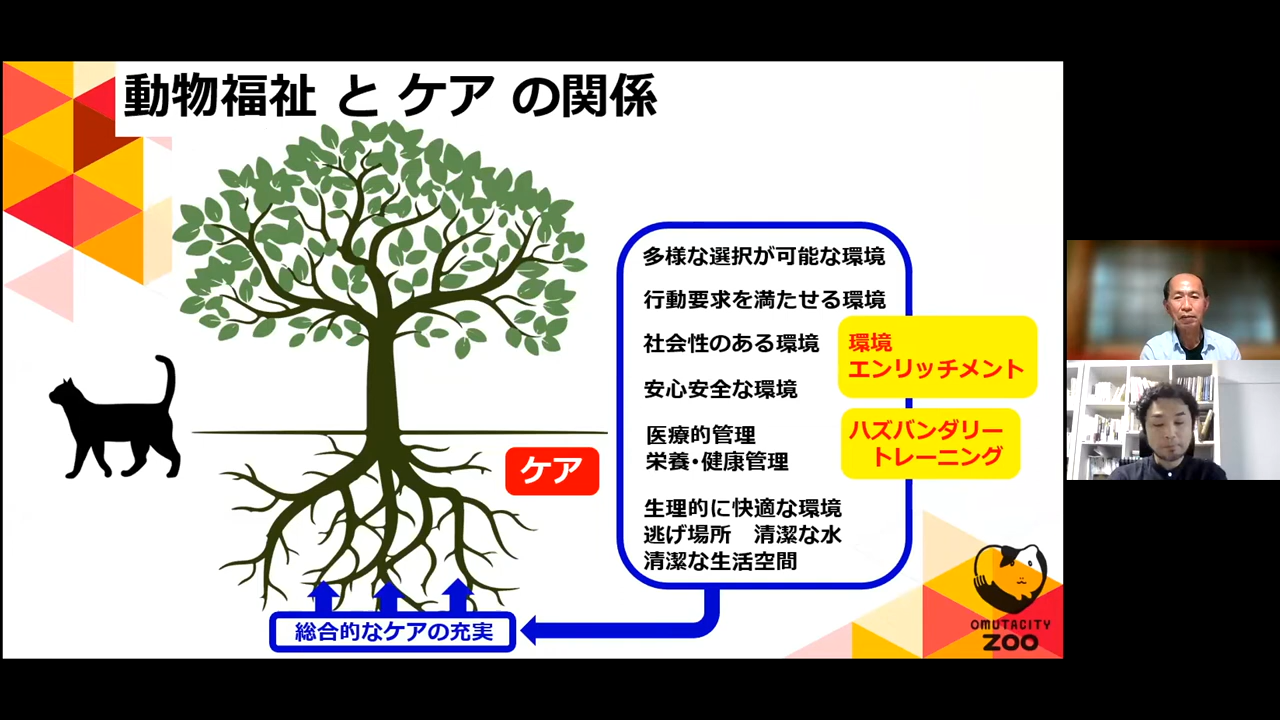 動物福祉 と ケア の関係
多様な選択が可能な環境
行動要求を満たせる環境
社会性のある環境
環境
エンリッチメント
安心安全な環境
医療的管理
栄養・健康管理
ハズバンダリー
トレーニング
ケア
生理的に快適な環境
逃げ場所　清潔な水
清潔な生活空間
総合的なケアの充実
OMUTACITY
ZOO